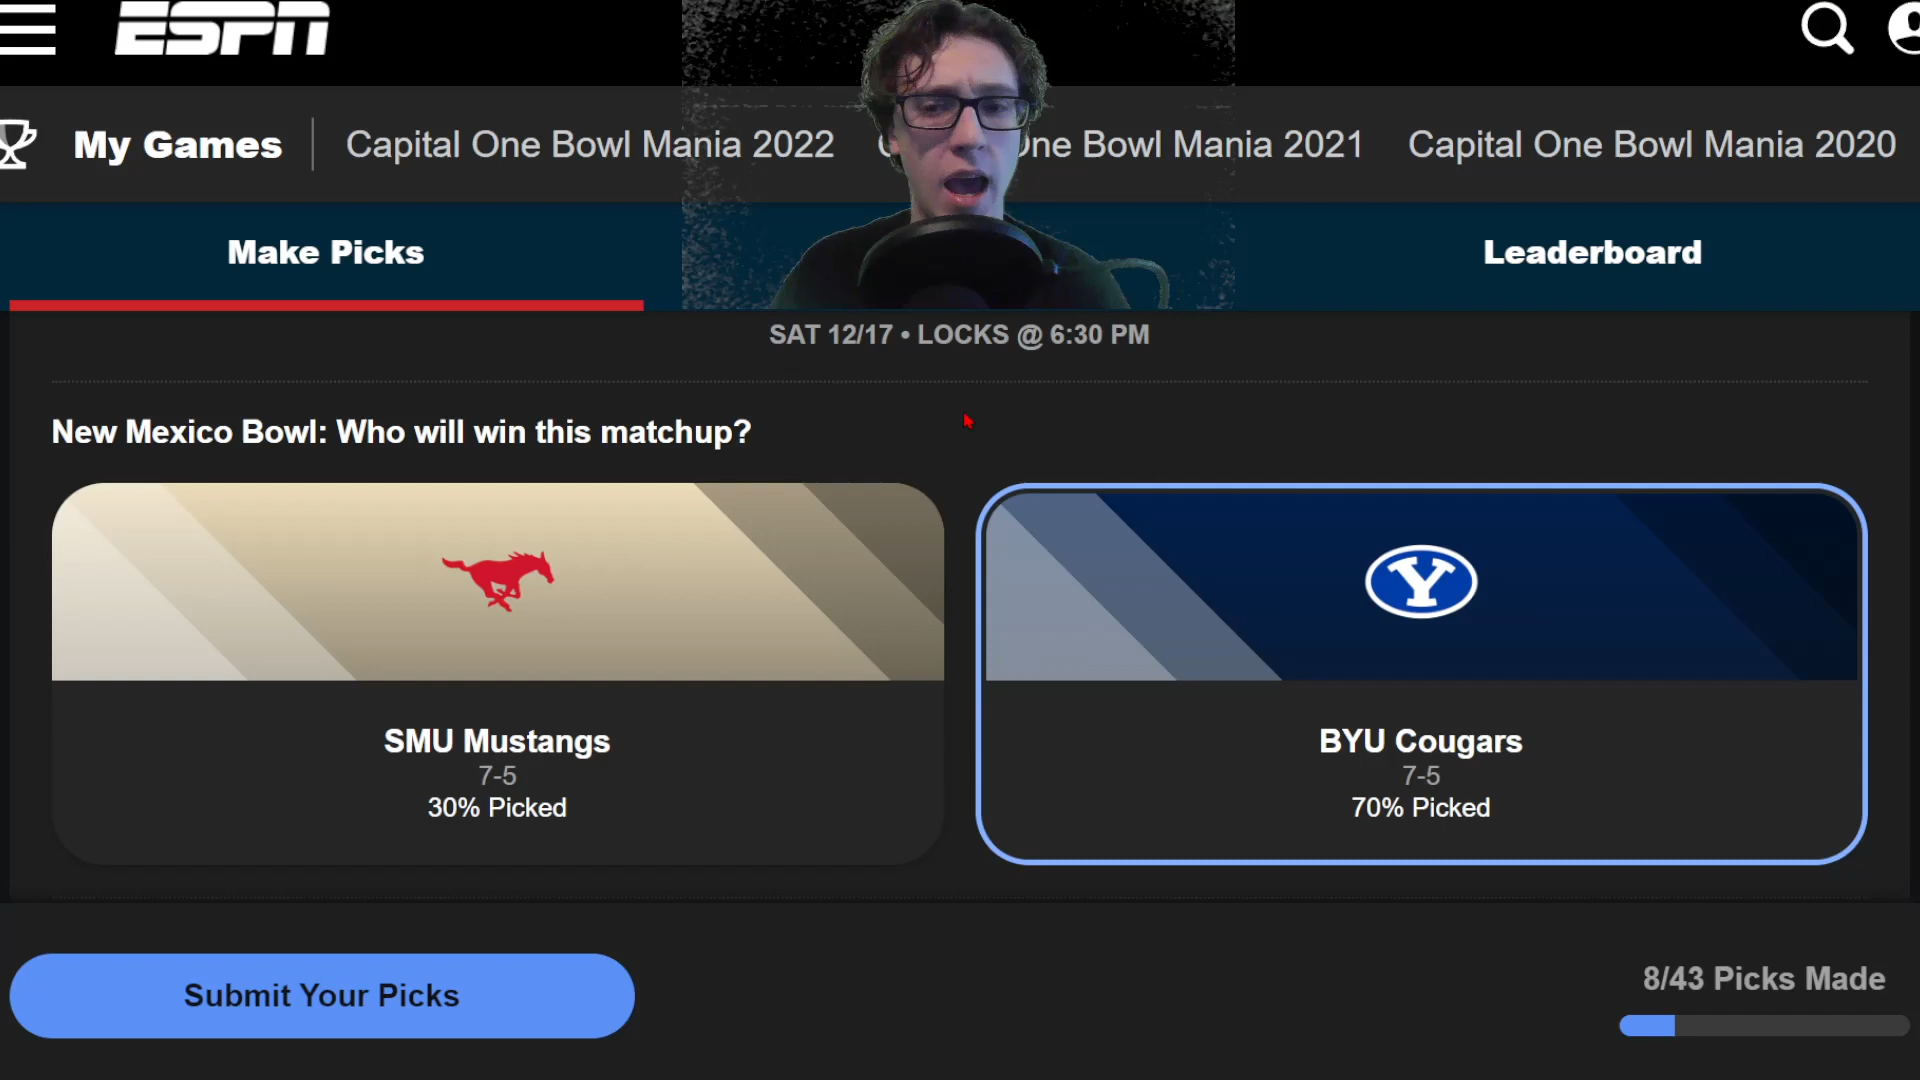 ESPN
My Games
Capital One Bowl Mania 2022
One Bowl Mania 2021
Capital One Bowl Mania 2020
Make Picks
Leaderboard
SAT 12/17 • LOCKS @ 6:30 PM
New Mexico Bowl: Who will win this matchup?
Y
SMU Mustangs
7-5
30% Picked
BYU Cougars
7-5
70% Picked
Submit Your Picks
8/43 Picks Made